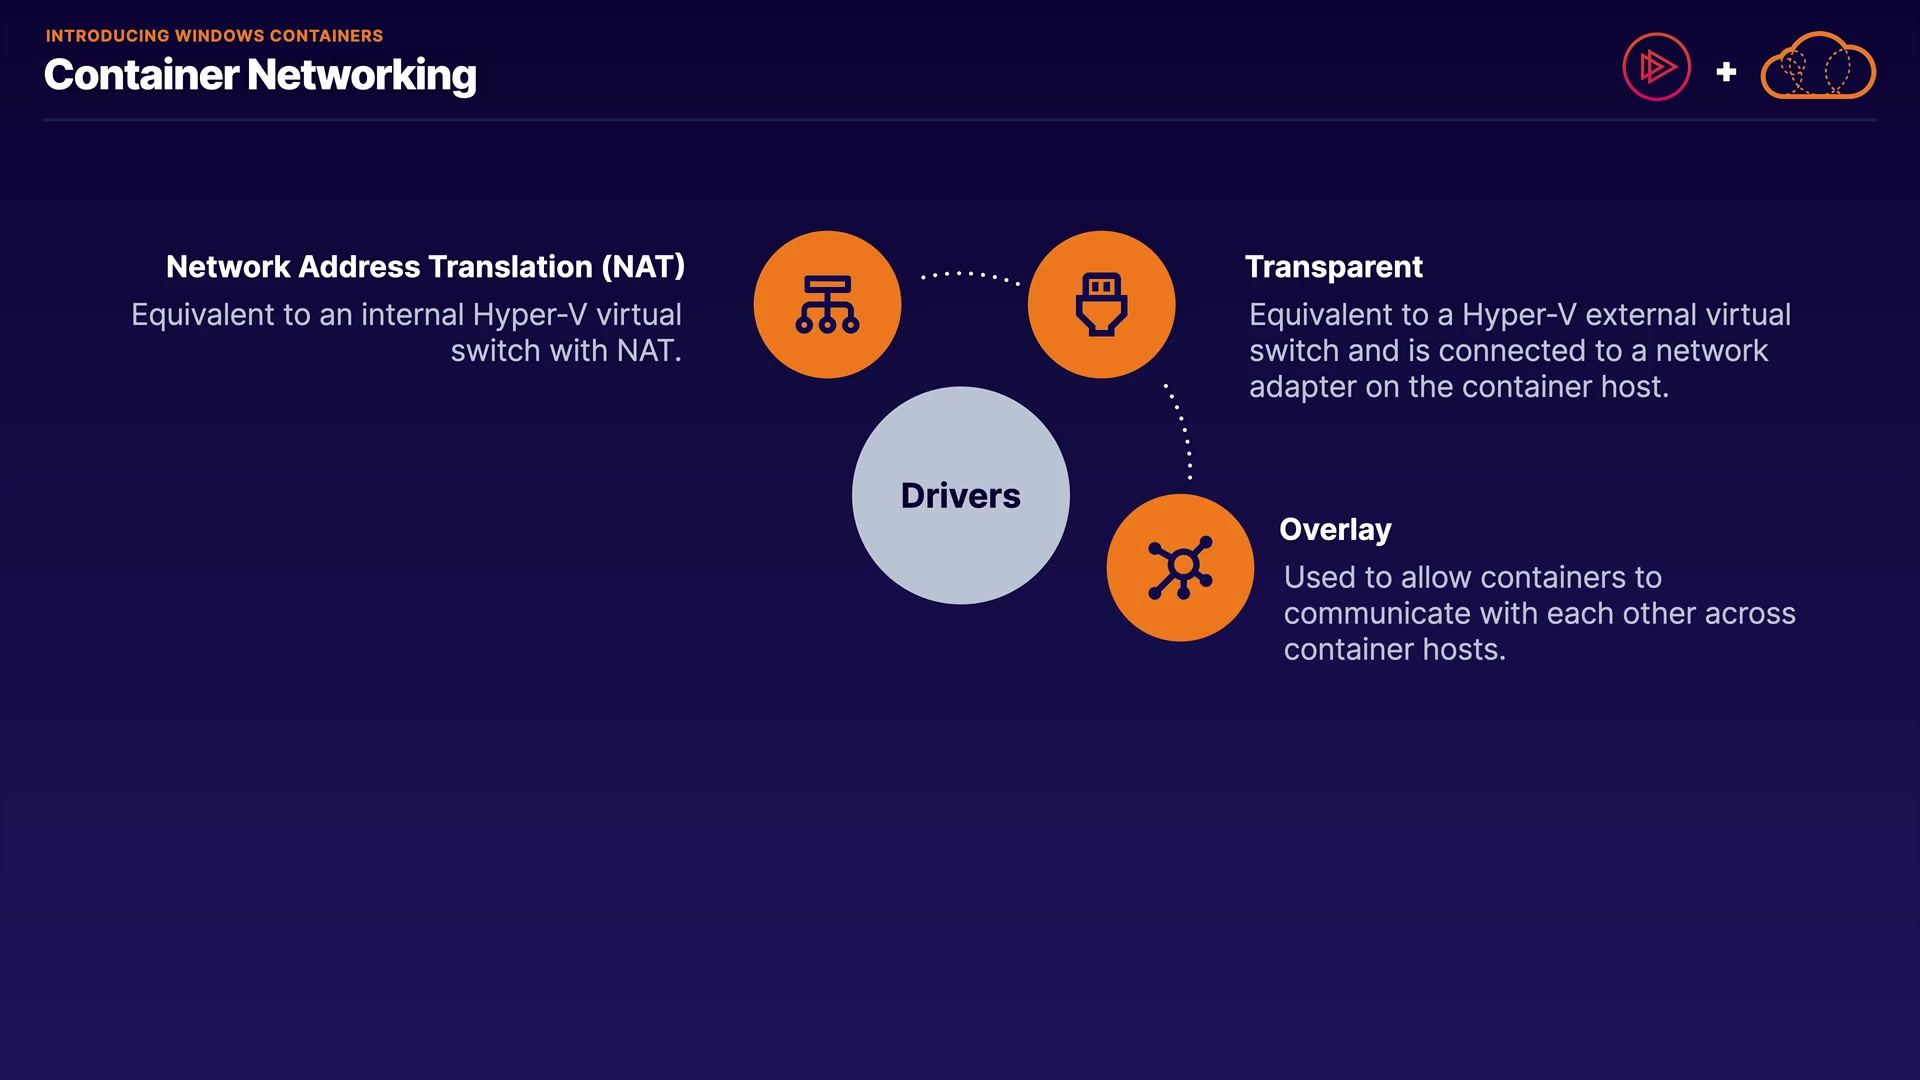 INTRODUCING WINDOWS CONTAINERS
Container Networking
Network Address Translation (NAT)
Equivalent to an internal Hyper-V virtual
switch with NAT.
Transparent
Equivalent to a Hyper-V external virtual
switch and is connected to a network
adapter on the container host.
Drivers
Overlay
Used to allow containers to
communicate with each other across
container hosts.